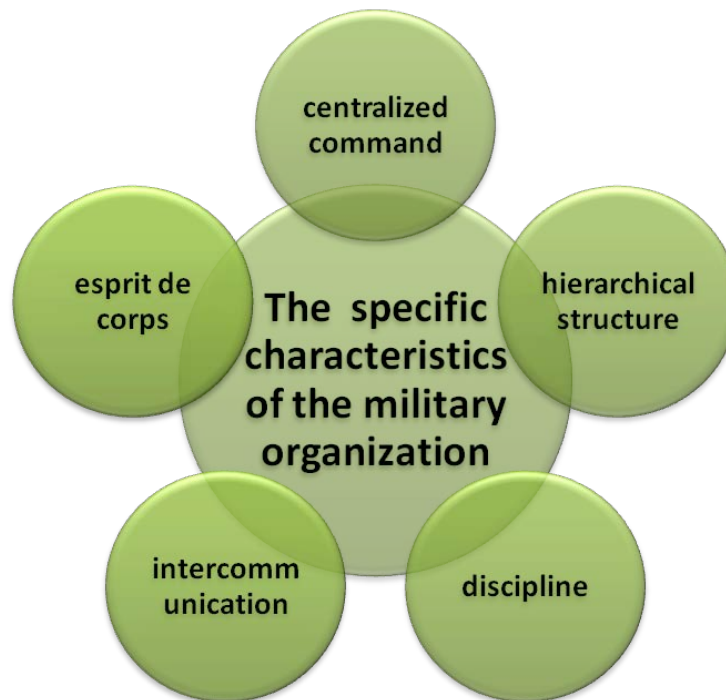 centralized
command
esprit de
corps
The specific
characteristics
of the military
organization
hierarchical
structure
intercomm
unication
discipline